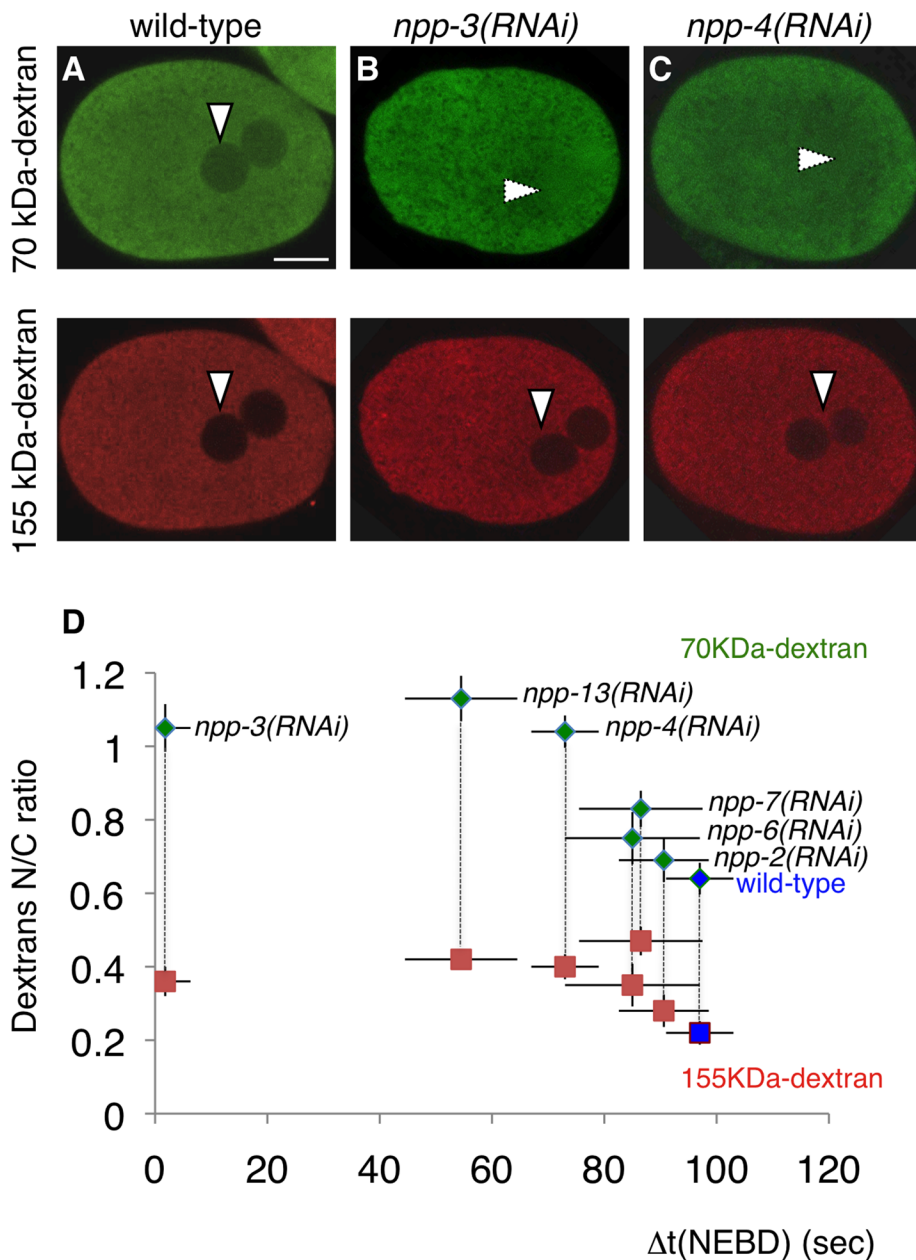 wild-type npp-3(RNAi) npp-4(RNAi)
70 kDa-dextran
A B C
155 kDa-dextran
D
70KDa-dextran
Dextrans N/C ratio
1.2
1
0.8
0.6
0.4
0.2
0
npp-3(RNAi)
npp-13(RNAi)
npp-4(RNAi)
npp-7(RNAi)
npp-6(RNAi)
npp-2(RNAi)
wild-type
155KDa-dextran
0 20 40 60 80 100 120
Δt(NEBD) (sec)